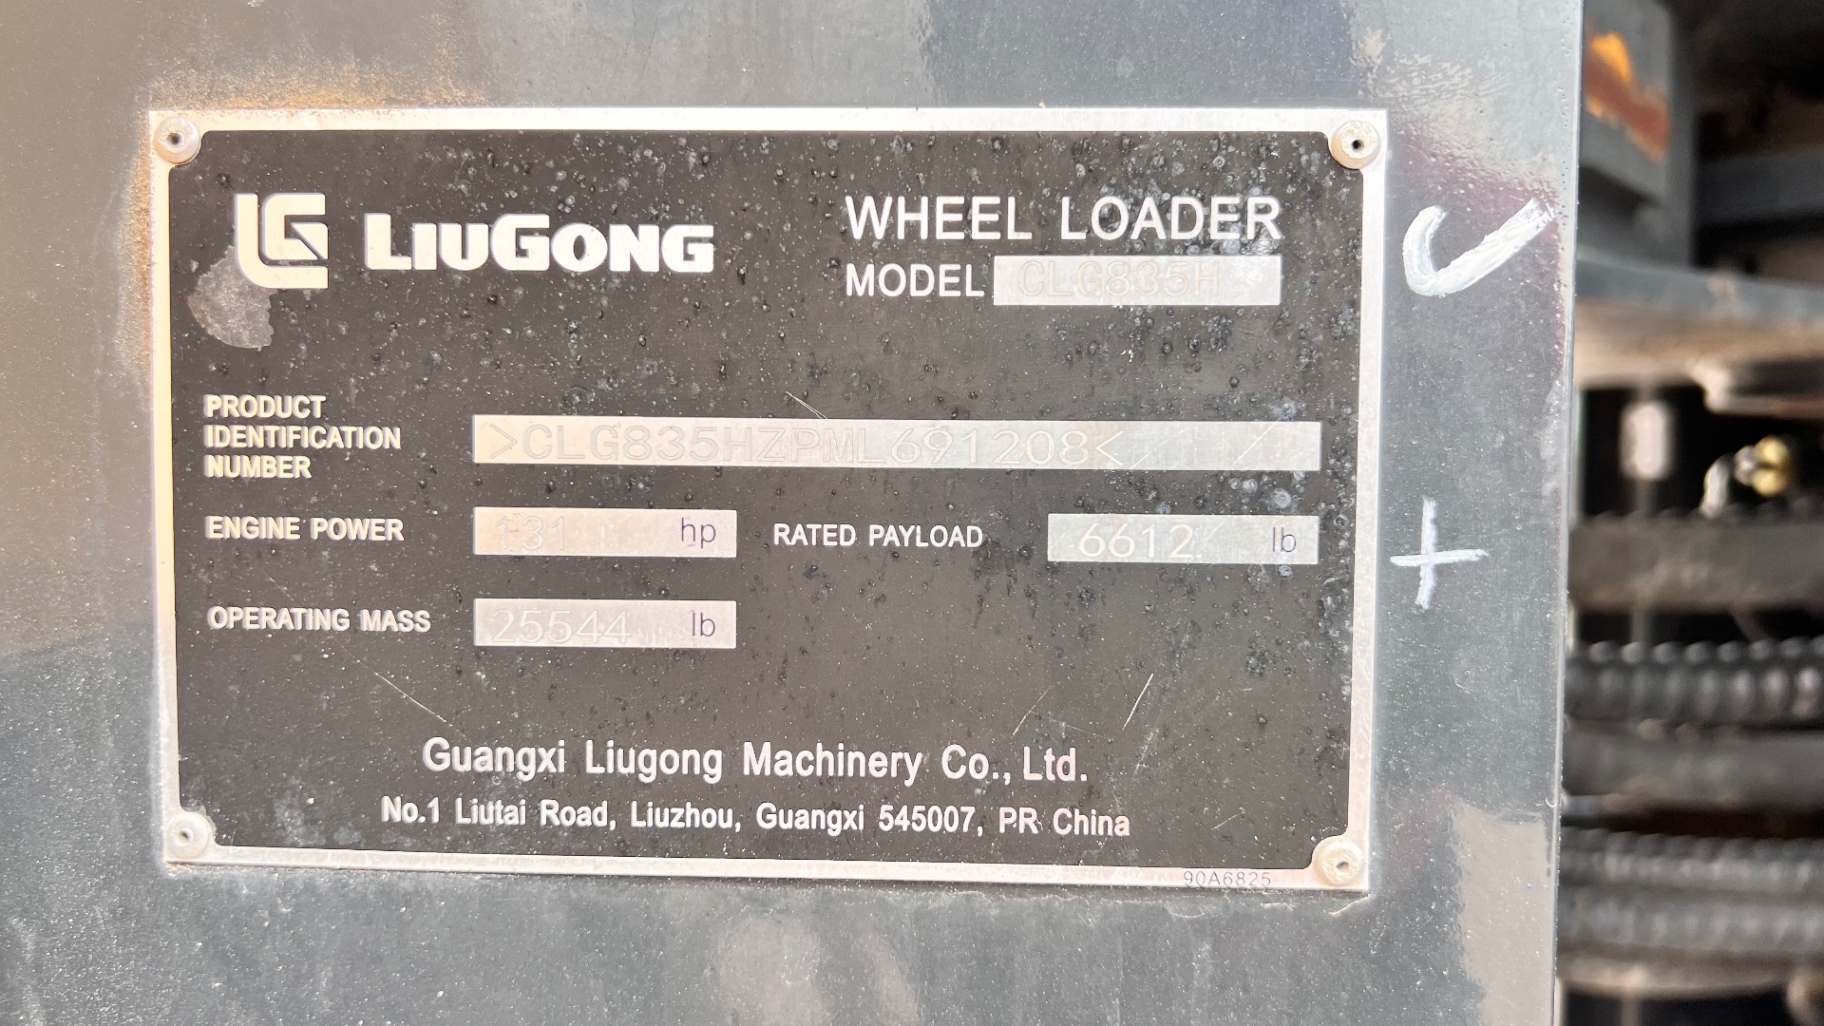 LG LIUGONG
WHEEL LOADER
MODEL CLG835H
PRODUCT
IDENTIFICATION
NUMBER
>CLG835HZPML691208<
ENGINE POWER 131 hp RATED PAYLOAD 6612 lb
OPERATING MASS 25544 lb
Guangxi Liugong Machinery Co., Ltd.
No.1 Liutai Road, Liuzhou, Guangxi 545007, PR China
90A6825